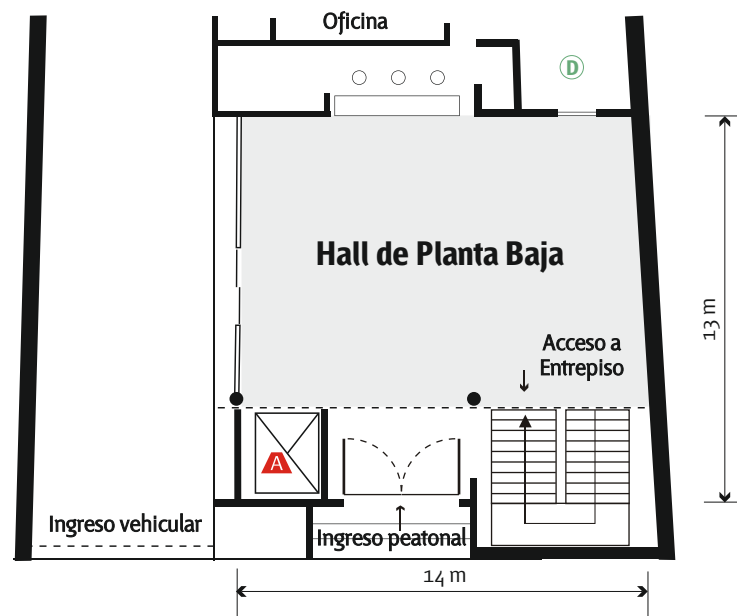 Oficina
D
Hall de Planta Baja
13 m
Acceso a
Entrepiso
A
Ingreso vehicular
Ingreso peatonal
14 m